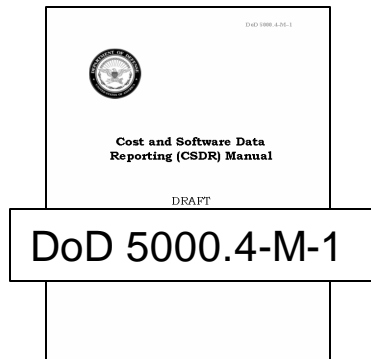 DoD 5000.4-M-1
Cost and Software Data
Reporting (CSDR) Manual
DRAFT
DoD 5000.4-M-1